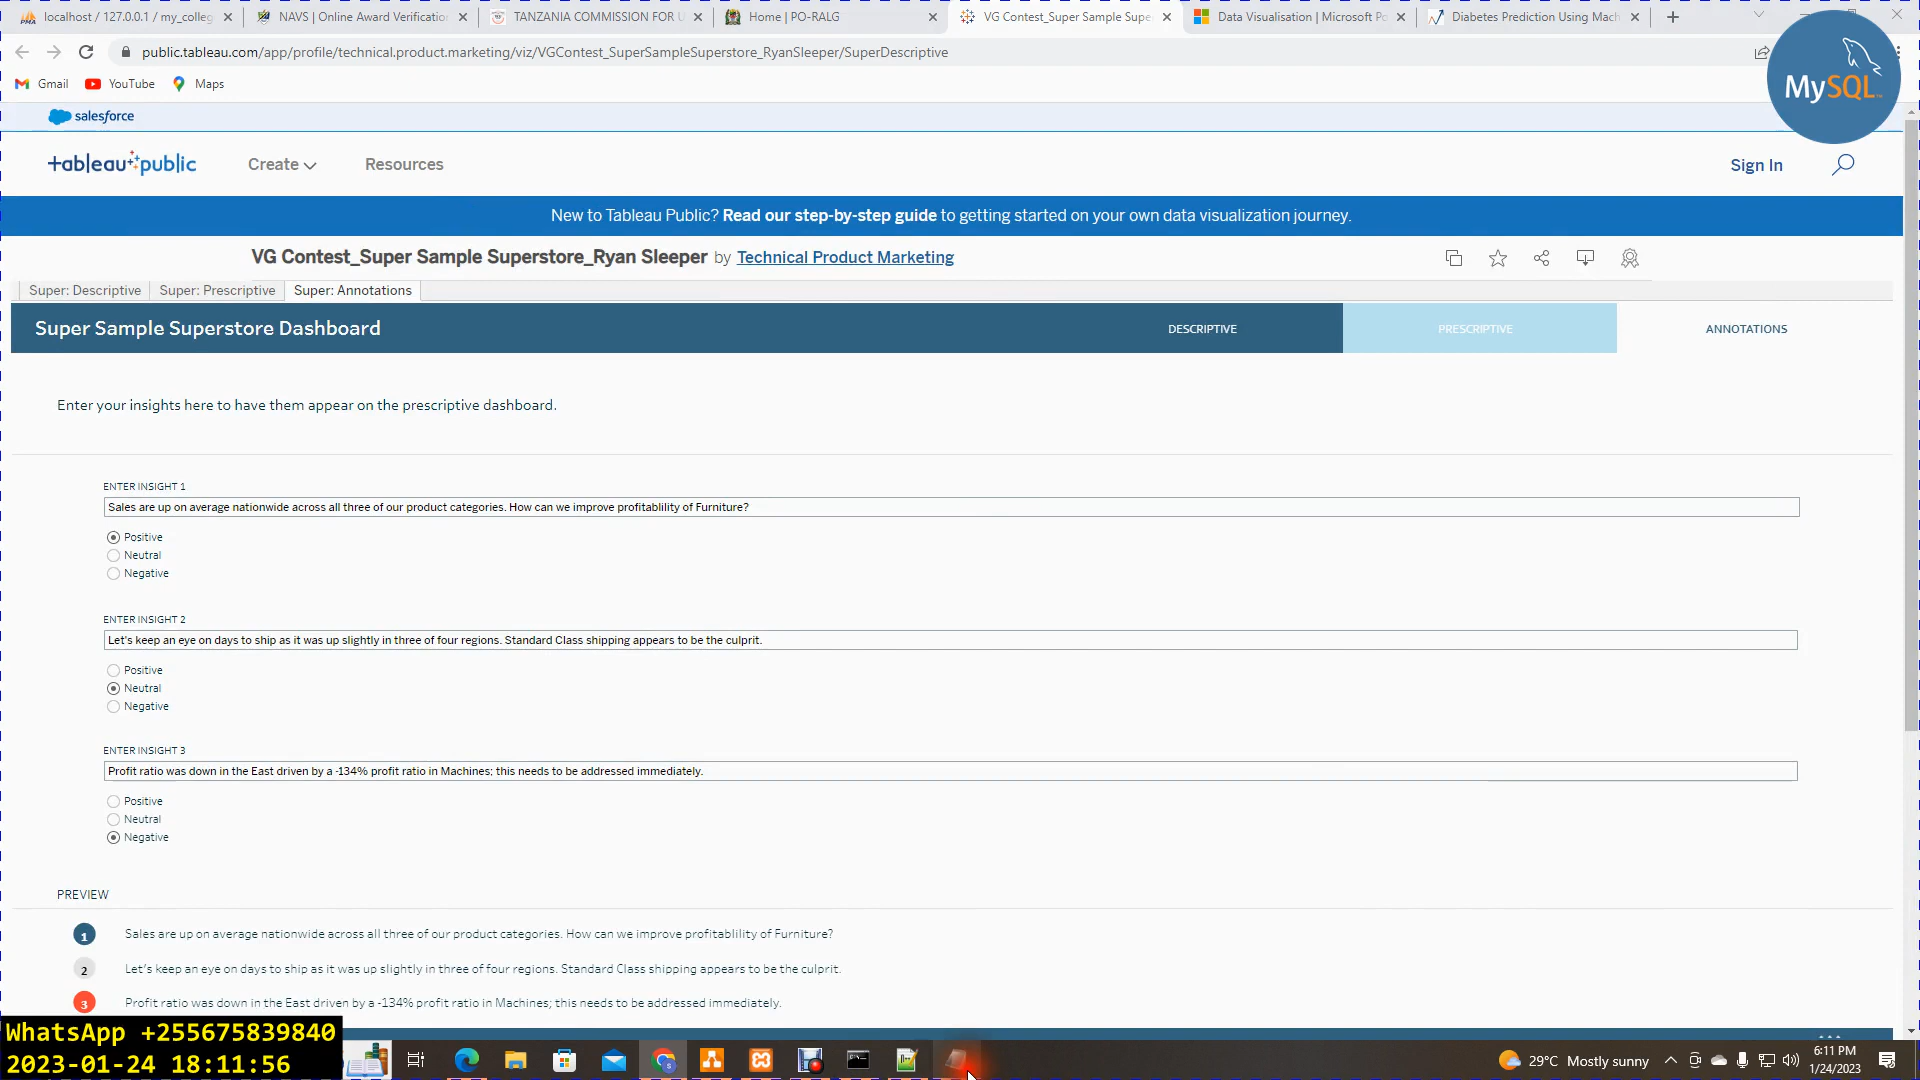 localhost / 127.0.0.1 / my_colleg
NAVS | Online Award Verificatio
TANZANIA COMMISSION FOR U
Home | PO-RALG
VG Contest_Super Sample Supe
Data Visualisation | Microsoft Po
Diabetes Prediction Using Mach
public.tableau.com/app/profile/technical.product.marketing/viz/VGContest_SuperSampleSuperstore_RyanSleeper/SuperDescriptive
Gmail
YouTube
Maps
MySQL
salesforce
+ableau+public
Create
Resources
Sign In
New to Tableau Public? Read our step-by-step guide to getting started on your own data visualization journey.
VG Contest_Super Sample Superstore_Ryan Sleeper by Technical Product Marketing
Super: Descriptive
Super: Prescriptive
Super: Annotations
Super Sample Superstore Dashboard
DESCRIPTIVE
PRESCRIPTIVE
ANNOTATIONS
Enter your insights here to have them appear on the prescriptive dashboard.
ENTER INSIGHT 1
Sales are up on average nationwide across all three of our product categories. How can we improve profitablility of Furniture?
Positive
Neutral
Negative
ENTER INSIGHT 2
Let's keep an eye on days to ship as it was up slightly in three of four regions. Standard Class shipping appears to be the culprit.
Positive
Neutral
Negative
ENTER INSIGHT 3
Profit ratio was down in the East driven by a -134% profit ratio in Machines; this needs to be addressed immediately.
Positive
Neutral
Negative
PREVIEW
1 Sales are up on average nationwide across all three of our product categories. How can we improve profitablility of Furniture?
2 Let's keep an eye on days to ship as it was up slightly in three of four regions. Standard Class shipping appears to be the culprit.
3 Profit ratio was down in the East driven by a -134% profit ratio in Machines; this needs to be addressed immediately.
WhatsApp +255675839840
2023-01-24 18:11:56
29°C Mostly sunny
6:11 PM
1/24/2023